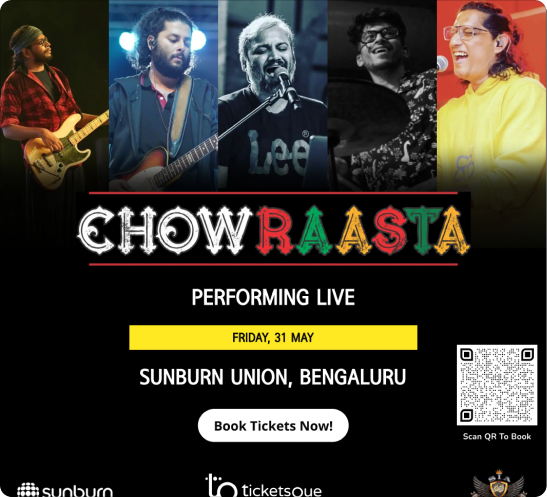 Lee
CHOWRAASTA
PERFORMING LIVE
FRIDAY, 31 MAY
SUNBURN UNION, BENGALURU
Book Tickets Now!
Scan QR To Book
sunburn
ticketsque